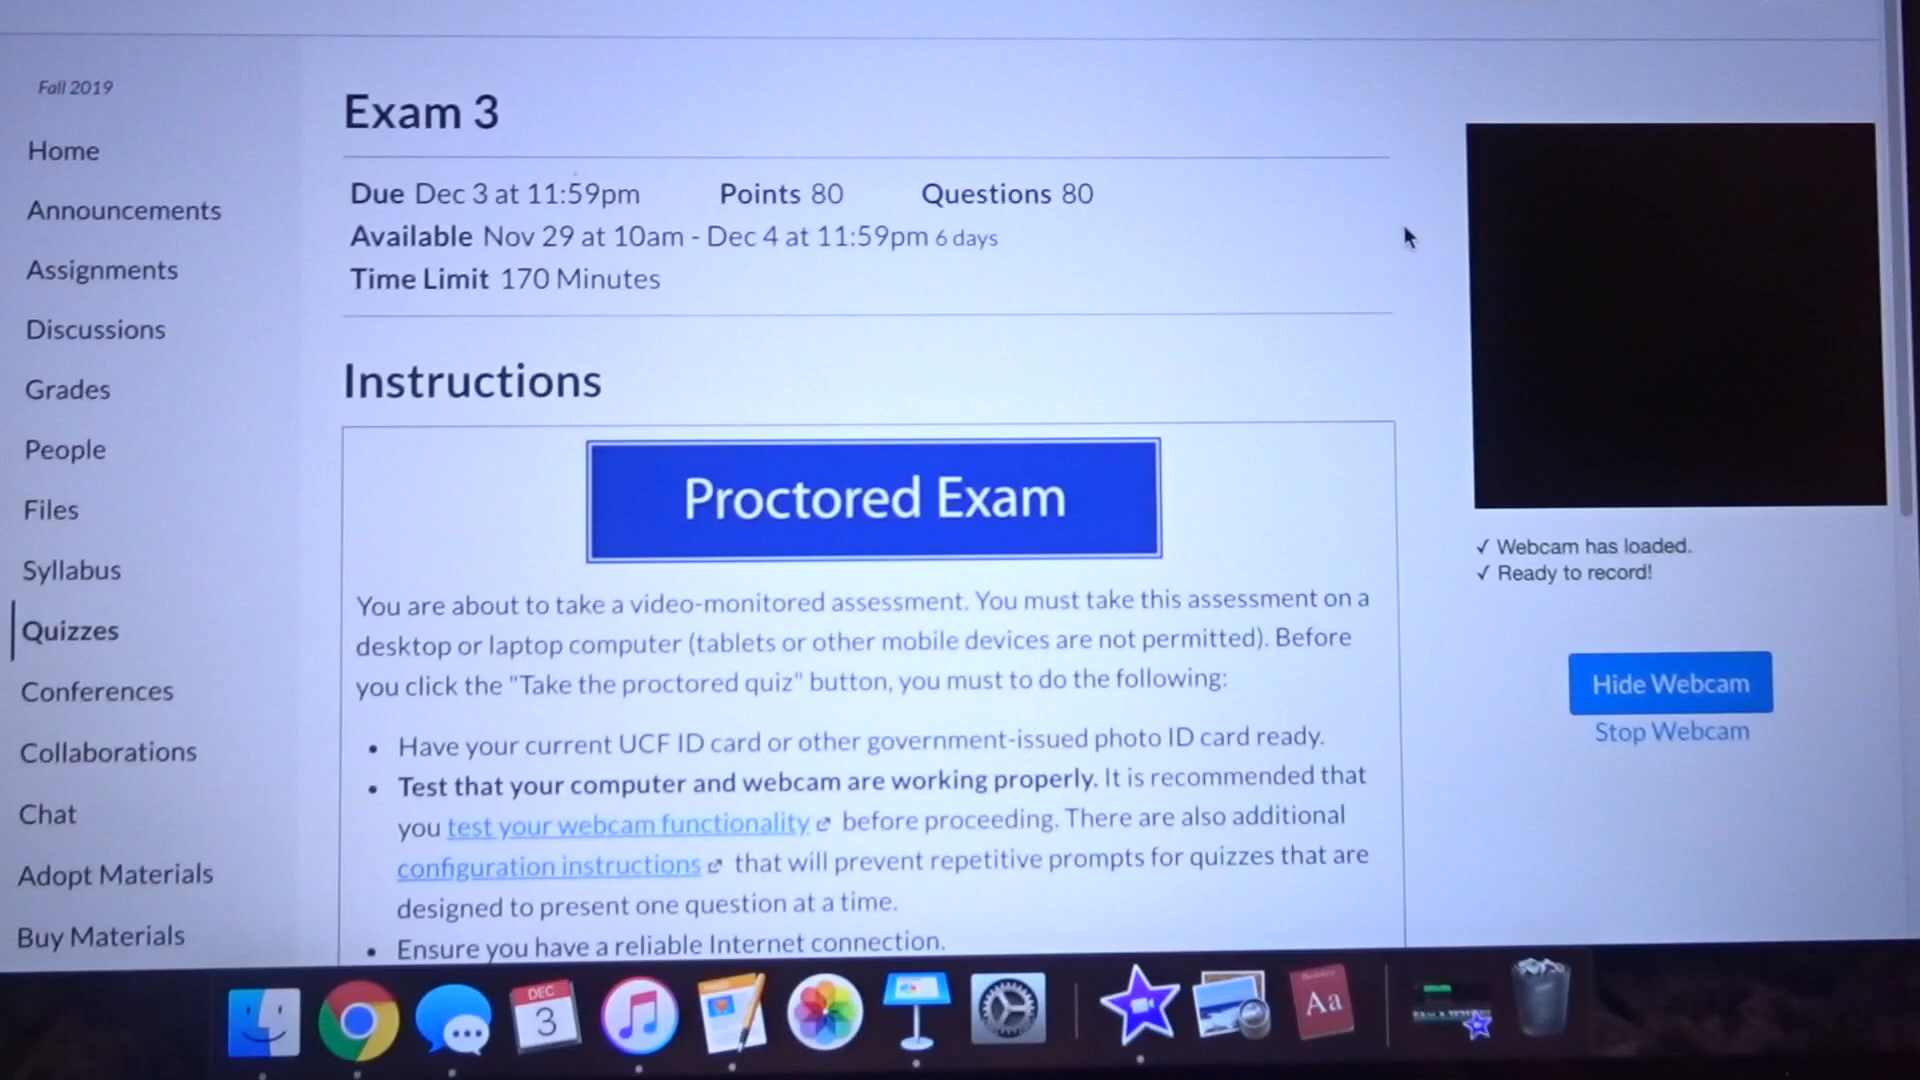 Fall 2019
Home
Announcements
Assignments
Discussions
Grades
People
Files
Syllabus
Quizzes
Conferences
Collaborations
Chat
Adopt Materials
Buy Materials
Exam 3
Due Dec 3 at 11:59pm Points 80 Questions 80
Available Nov 29 at 10am - Dec 4 at 11:59pm 6 days
Time Limit 170 Minutes
Instructions
Proctored Exam
You are about to take a video-monitored assessment. You must take this assessment on a
desktop or laptop computer (tablets or other mobile devices are not permitted). Before
you click the "Take the proctored quiz" button, you must to do the following:
• Have your current UCF ID card or other government-issued photo ID card ready.
• Test that your computer and webcam are working properly. It is recommended that
you test your webcam functionality before proceeding. There are also additional
configuration instructions that will prevent repetitive prompts for quizzes that are
designed to present one question at a time.
• Ensure you have a reliable Internet connection.
✓ Webcam has loaded.
✓ Ready to record!
Hide Webcam
Stop Webcam
DEC
3
Aa